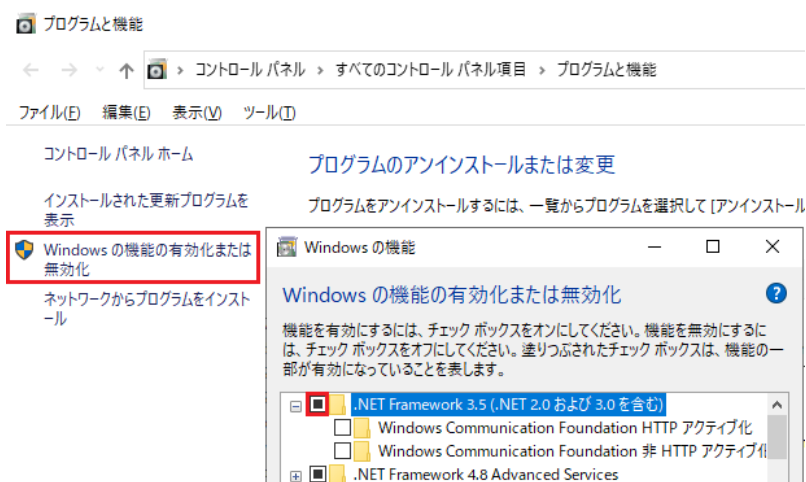 プログラムと機能
コントロール パネル › すべてのコントロール パネル項目 › プログラムと機能
ファイル(F) 編集(E) 表示(V) ツール(T)
コントロール パネル ホーム
インストールされた更新プログラムを
表示
Windows の機能の有効化または
無効化
ネットワークからプログラムをインスト
ール
プログラムのアンインストールまたは変更
プログラムをアンインストールするには、一覧からプログラムを選択して [アンインストール
Windows の機能
Windows の機能の有効化または無効化
機能を有効にするには、チェック ボックスをオンにしてください。機能を無効にするに
は、チェック ボックスをオフにしてください。塗りつぶされたチェック ボックスは、機能の一
部が有効になっていることを表します。
.NET Framework 3.5 (.NET 2.0 および 3.0 を含む)
Windows Communication Foundation HTTP アクティブ化
Windows Communication Foundation 非 HTTP アクティブ化
.NET Framework 4.8 Advanced Services